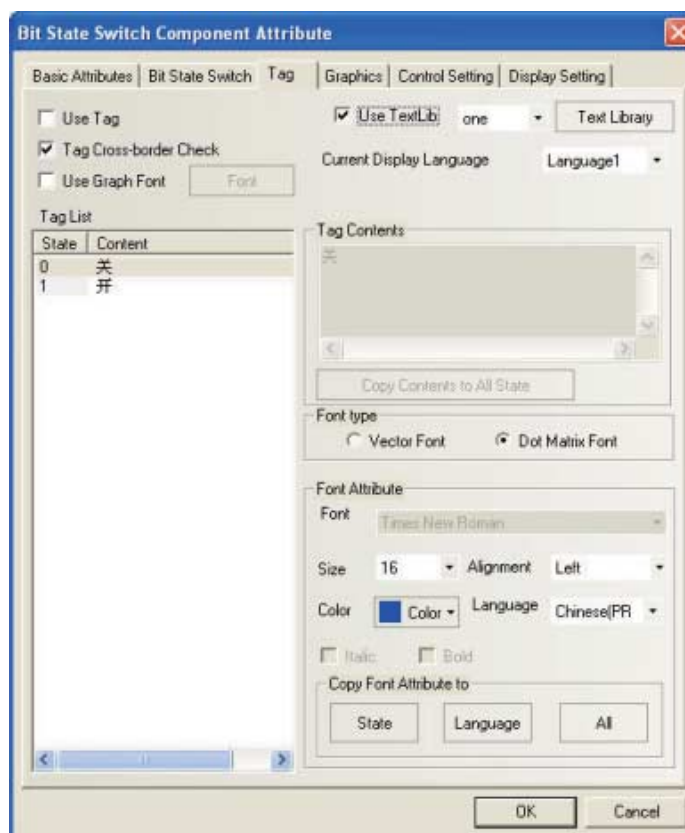 Bit State Switch Component Attribute
Basic Attributes Bit State Switch Tag Graphics Control Setting Display Setting
Use Tag
Tag Cross-border Check
Use Graph Font Font
Tag List
State Content
0 关
1 开
Use TextLib one Text Library
Current Display Language Language1
Tag Contents
关
Copy Contents to All State
Font type
Vector Font Dot Matrix Font
Font Attribute
Font Times New Roman
Size 16 Alignment Left
Color Color Language Chinese(PR
Italic Bold
Copy Font Attribute to
State Language All
OK Cancel